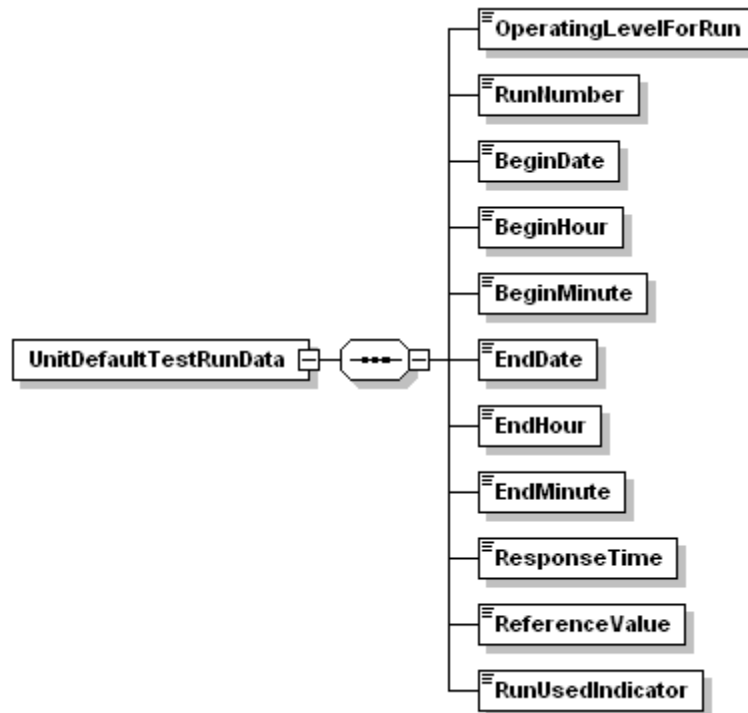 OperatingLevelForRun
RunNumber
BeginDate
BeginHour
BeginMinute
UnitDefaultTestRunData
EndDate
EndHour
EndMinute
ResponseTime
ReferenceValue
RunUsedIndicator